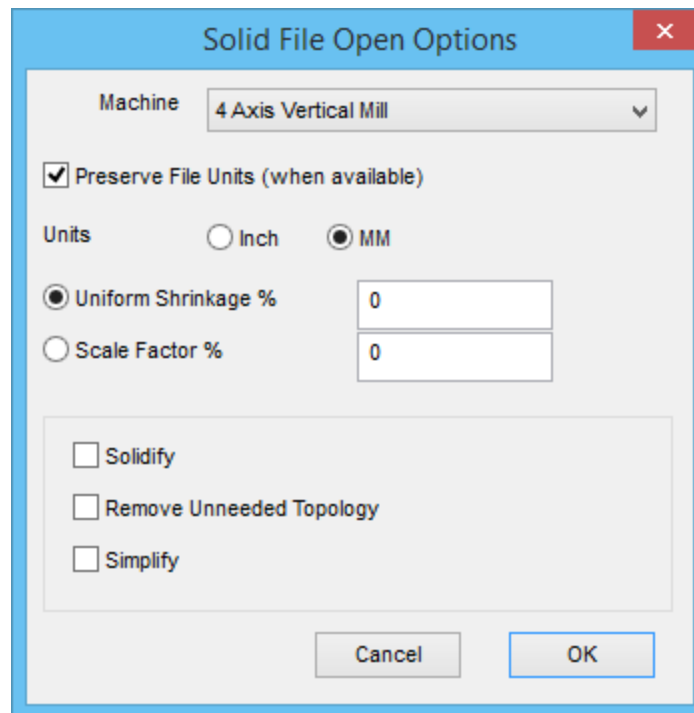 Solid File Open Options
Machine 4 Axis Vertical Mill
Preserve File Units (when available)
Units Inch MM
Uniform Shrinkage % 0
Scale Factor % 0
Solidify
Remove Unneeded Topology
Simplify
Cancel OK